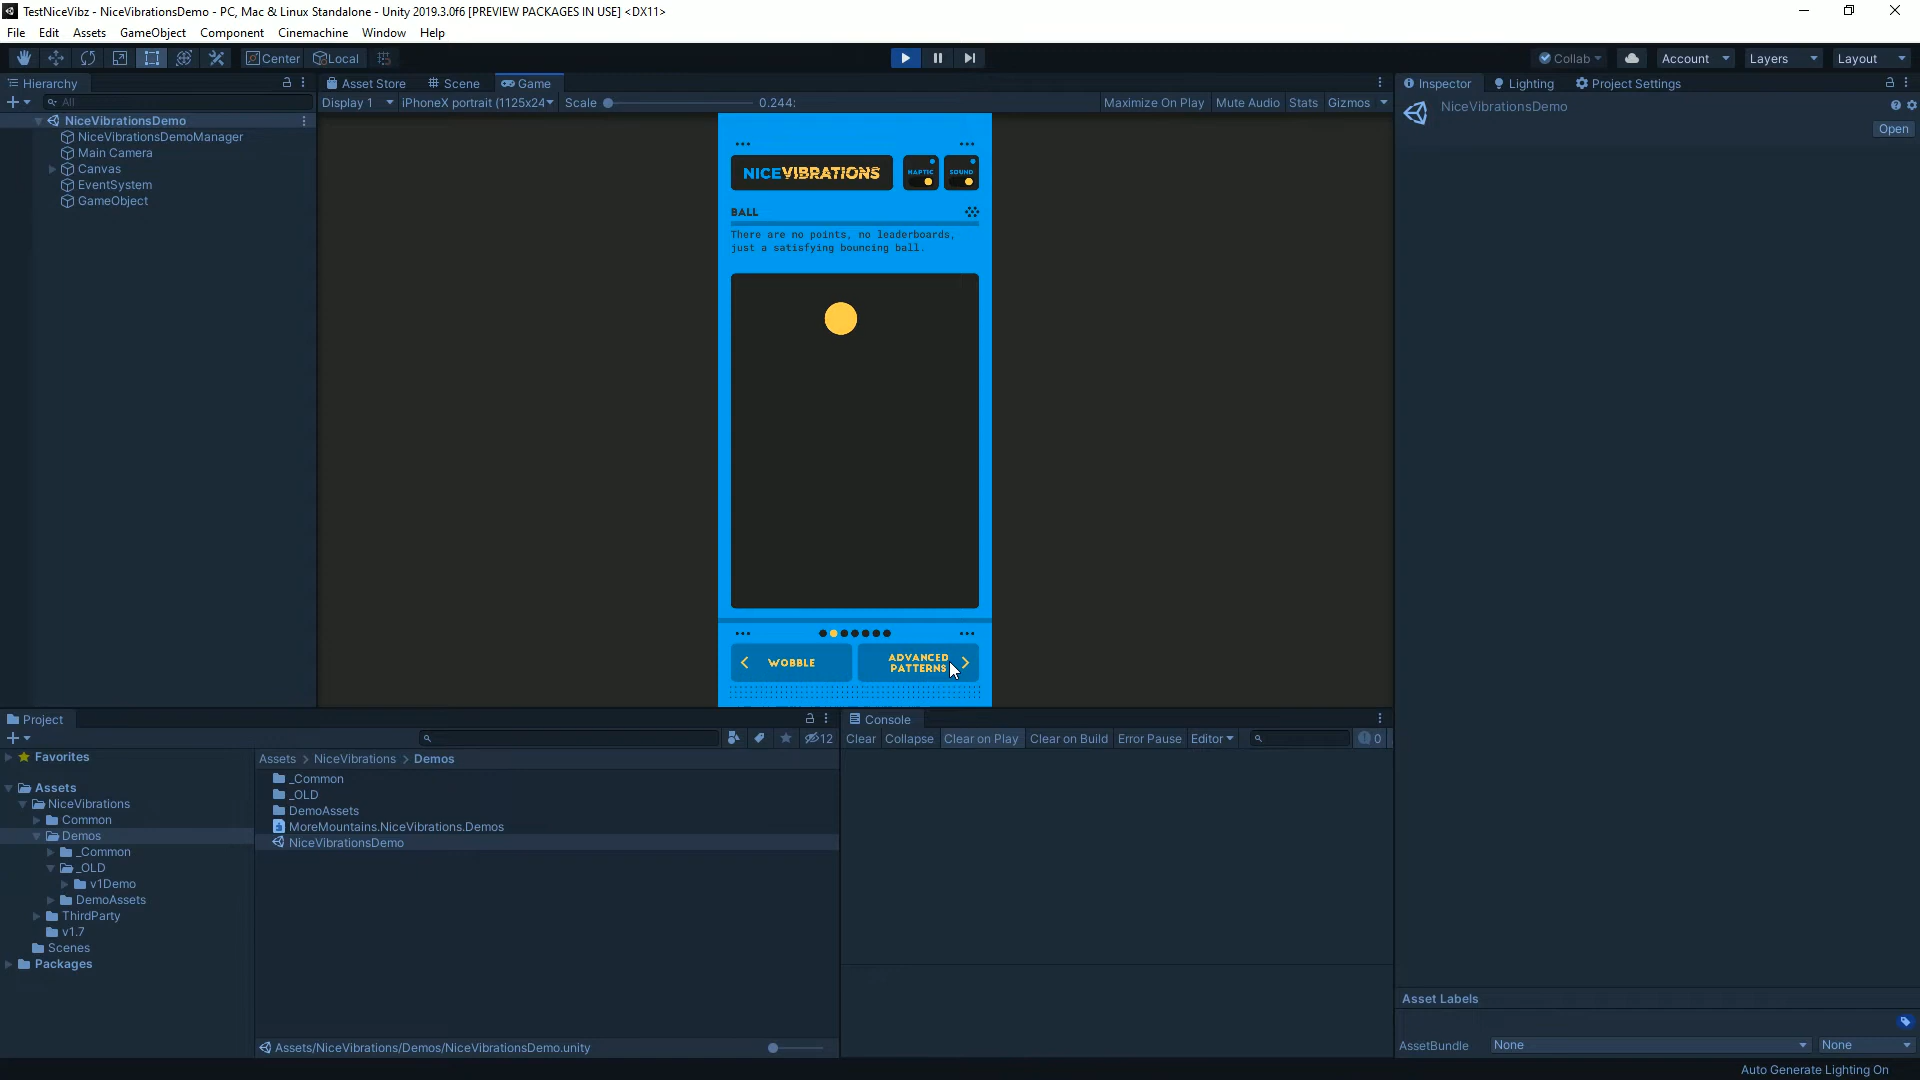 TestNiceVibz - NiceVibrationsDemo - PC, Mac & Linux Standalone - Unity 2019.3.0f6 [PREVIEW PACKAGES IN USE] <DX11>
File Edit Assets GameObject Component Cinemachine Window Help
Center Local Collab Account Layers Layout
Hierarchy
All
NiceVibrationsDemo
NiceVibrationsDemoManager
Main Camera
Canvas
EventSystem
GameObject
Asset Store Scene Game
Display 1 iPhoneX portrait (1125x24 Scale 0.244: Maximize On Play Mute Audio Stats Gizmos
NICEVIBRATIONS
HAPTIC
SOUND
BALL
There are no points, no leaderboards,
just a satisfying bouncing ball.
WOBBLE
ADVANCED
PATTERNS
Inspector Lighting Project Settings
NiceVibrationsDemo
Open
Project
12
Favorites
Assets
NiceVibrations
Common
Demos
_Common
_OLD
v1Demo
DemoAssets
ThirdParty
v1.7
Scenes
Packages
Assets > NiceVibrations > Demos
_Common
_OLD
DemoAssets
MoreMountains.NiceVibrations.Demos
NiceVibrationsDemo
Assets/NiceVibrations/Demos/NiceVibrationsDemo.unity
Console
Clear Collapse Clear on Play Clear on Build Error Pause Editor 0
Asset Labels
AssetBundle None None
Auto Generate Lighting On